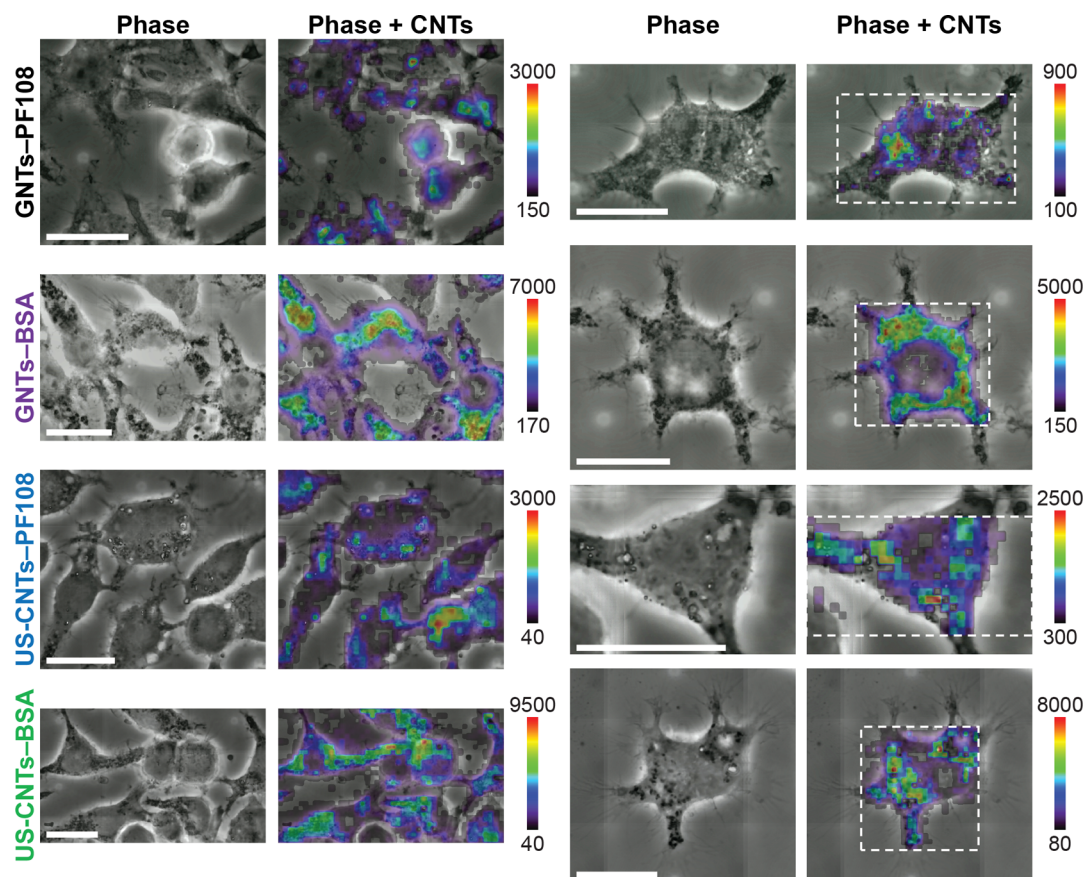 Phase
Phase + CNTs
Phase
Phase + CNTs
GNTs–PF108
3000
150
900
100
GNTs–BSA
7000
170
5000
150
US-CNTs–PF108
3000
40
2500
300
US-CNTs–BSA
9500
40
8000
80